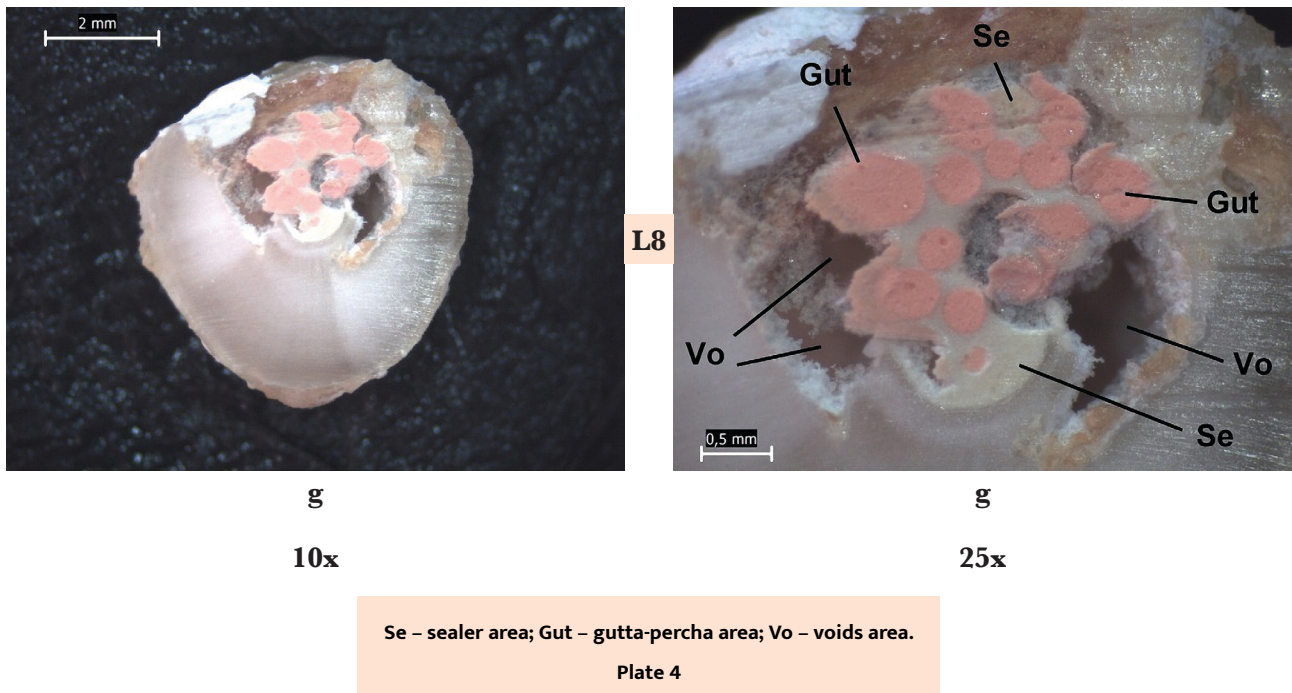 2 mm
Se
Gut
Gut
L8
Vo
Vo
Se
0,5 mm
g
g
10x
25x
Se – sealer area; Gut – gutta-percha area; Vo – voids area.
Plate 4